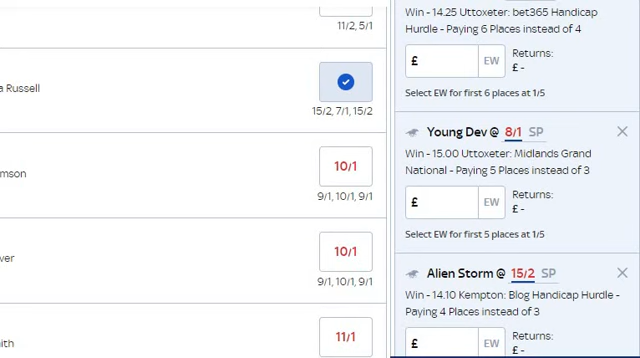 11/2, 5/1
a Russell
15/2, 7/1, 15/2
mson
10/1
9/1, 10/1, 9/1
ver
10/1
9/1, 10/1, 9/1
ith
11/1
Win - 14.25 Uttoxeter: bet365 Handicap
Hurdle - Paying 6 Places instead of 4
£ EW Returns:
£ -
Select EW for first 6 places at 1/5
Young Dev @ 8/1 SP
Win - 15.00 Uttoxeter: Midlands Grand
National - Paying 5 Places instead of 3
£ EW Returns:
£ -
Select EW for first 5 places at 1/5
Alien Storm @ 15/2 SP
Win - 14.10 Kempton: Blog Handicap Hurdle -
Paying 4 Places instead of 3
£ EW Returns:
£ -